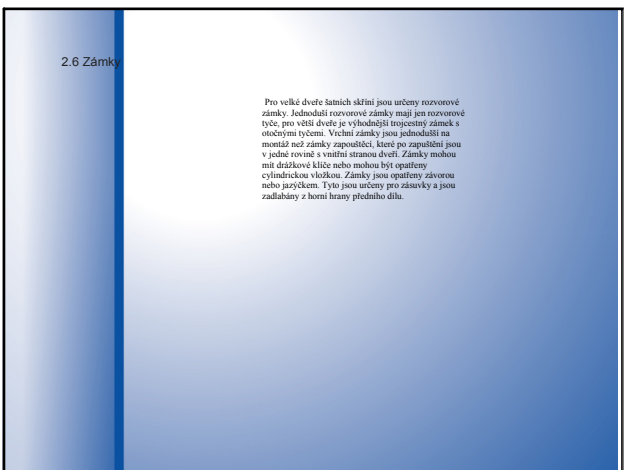 2.6 Zámky
Pro velké dveře šatních skříní jsou určeny rozvorové
zámky. Jednoduší rozvorové zámky mají jen rozvorové
tyče, pro větší dveře je výhodnější trojcestný zámek s
otočnými tyčemi. Vrchní zámky jsou jednodušší na
montáž než zámky zapouštěcí, které po zapuštění jsou
v jedné rovině s vnitřní stranou dveří. Zámky mohou
mít drážkové klíče nebo mohou být opatřeny
cylindrickou vložkou. Zámky jsou opatřeny závorou
nebo jazýčkem. Tyto jsou určeny pro zásuvky a jsou
zadlabány z horní hrany předního dílu.